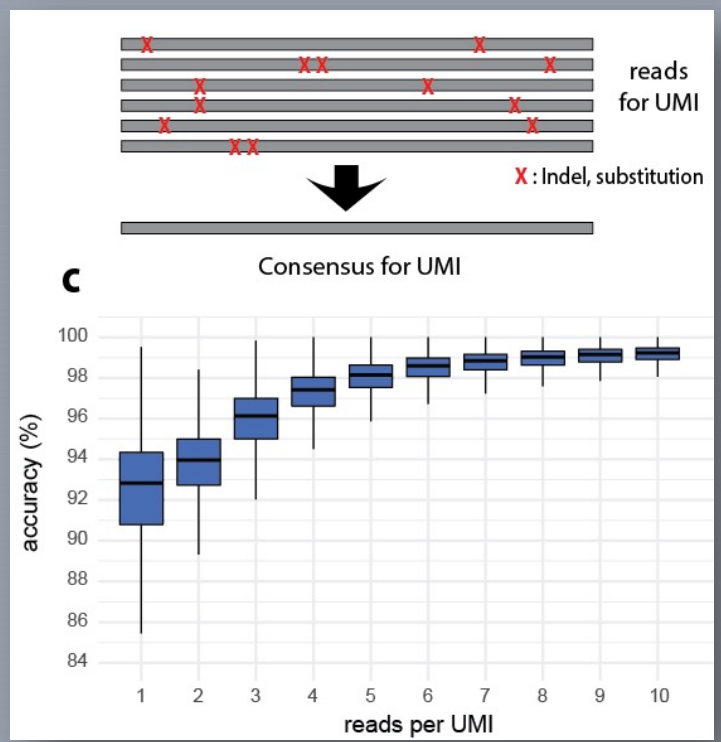 X X
X X X
X X
X X
X X
X X
reads
for UMI
X : Indel, substitution
Consensus for UMI
c
100
98
96
94
92
90
88
86
84
accuracy (%)
1 2 3 4 5 6 7 8 9 10
reads per UMI